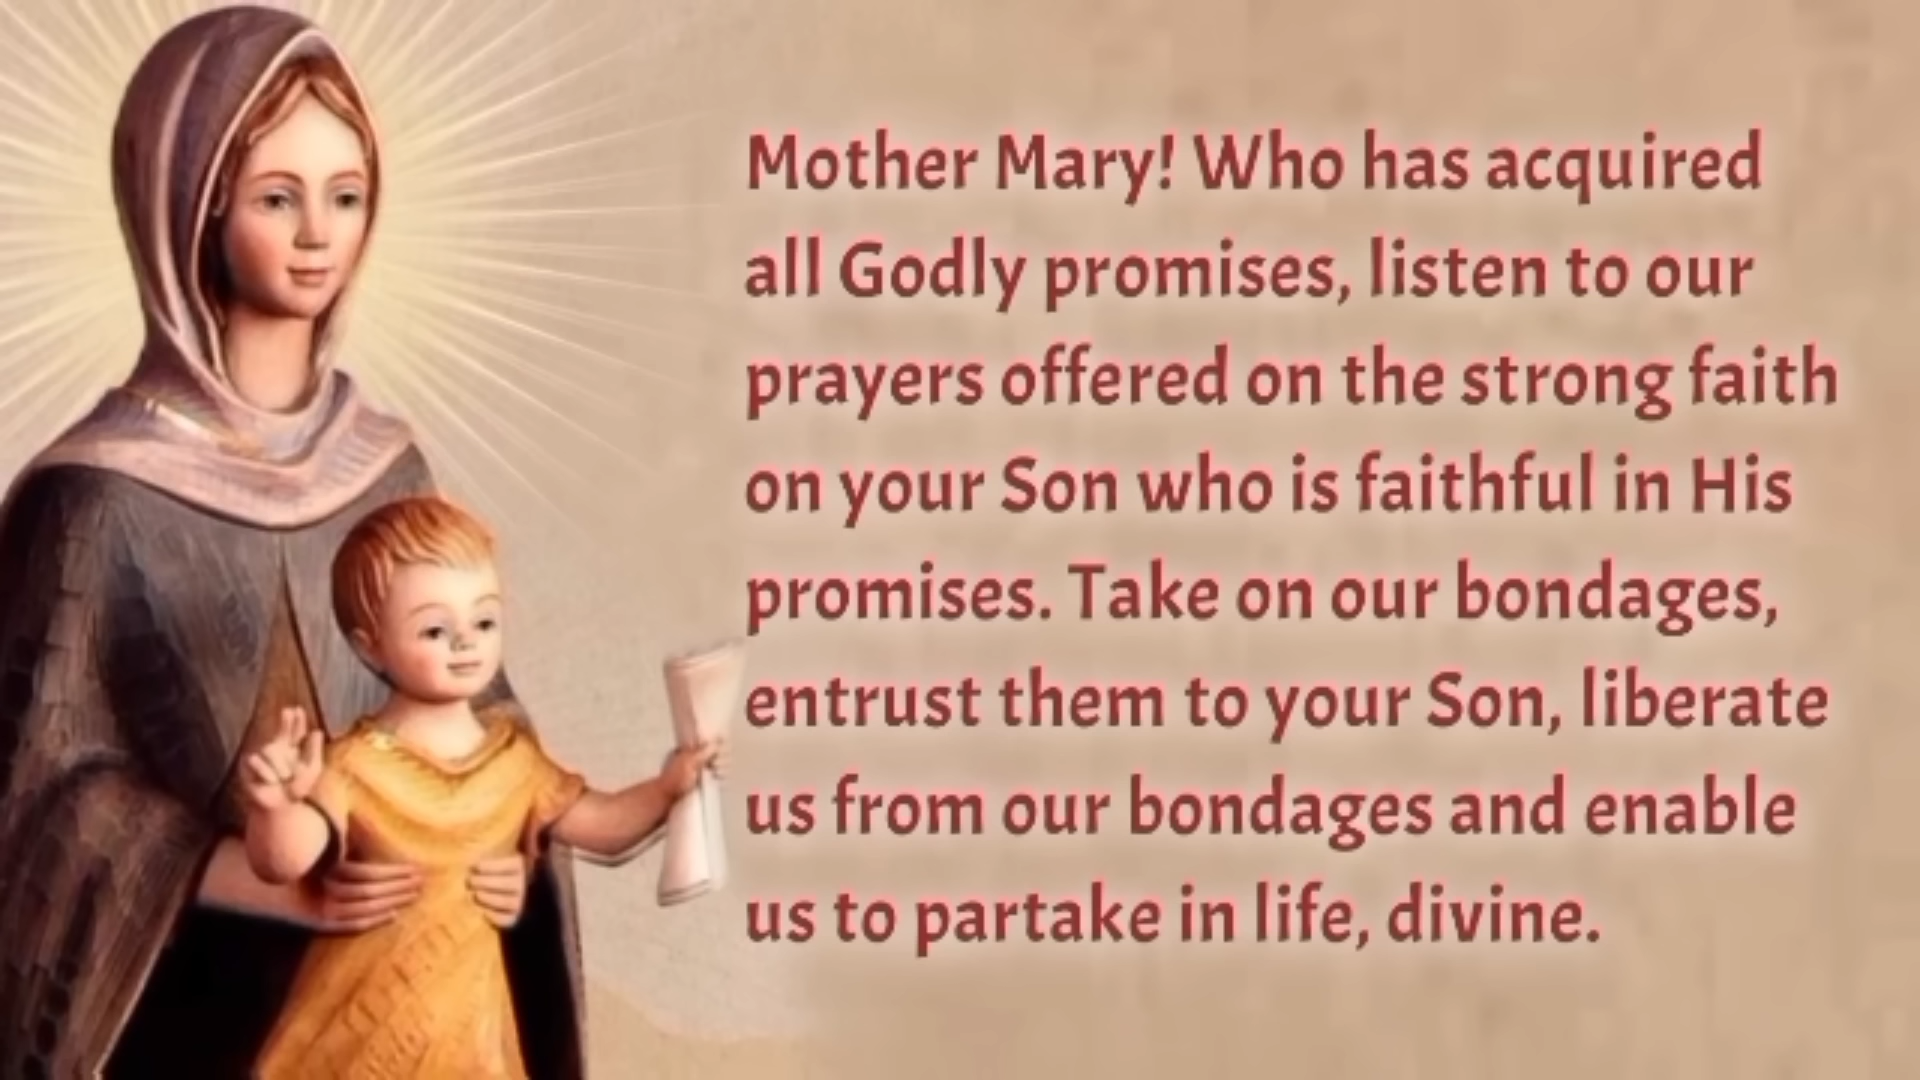 Mother Mary! Who has acquired
all Godly promises, listen to our
prayers offered on the strong faith
on your Son who is faithful in His
promises. Take on our bondages,
entrust them to your Son, liberate
us from our bondages and enable
us to partake in life, divine.